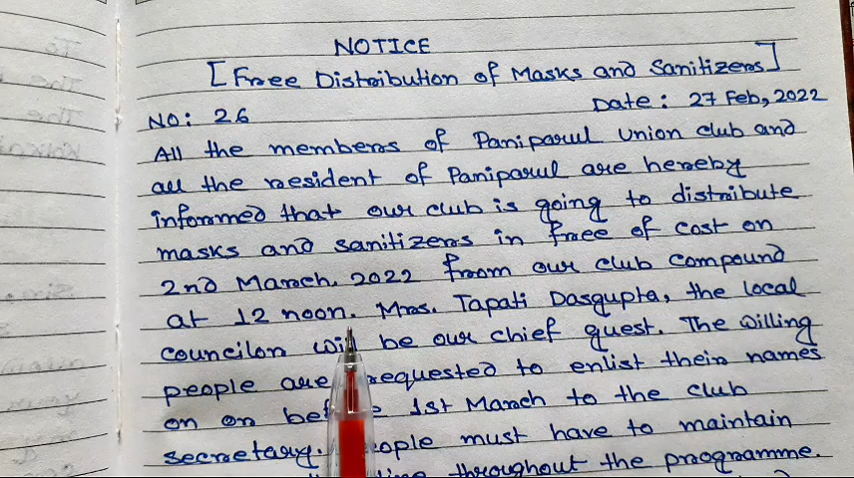 NOTICE
[Free Distribution of Masks and Sanitizers]
NO: 26 Date: 27 Feb, 2022
All the members of Paniparul Union club and
all the resident of Paniparul are hereby
informed that our club is going to distribute
masks and sanitizers in free of cost on
2nd March, 2022 from our club compound
at 12 noon. Mrs. Tapati Dasgupta, the local
councilor will be our chief guest. The willing
people are requested to enlist their names
on or 1st March to the club
secretary. must have to maintain
throughout the programme.